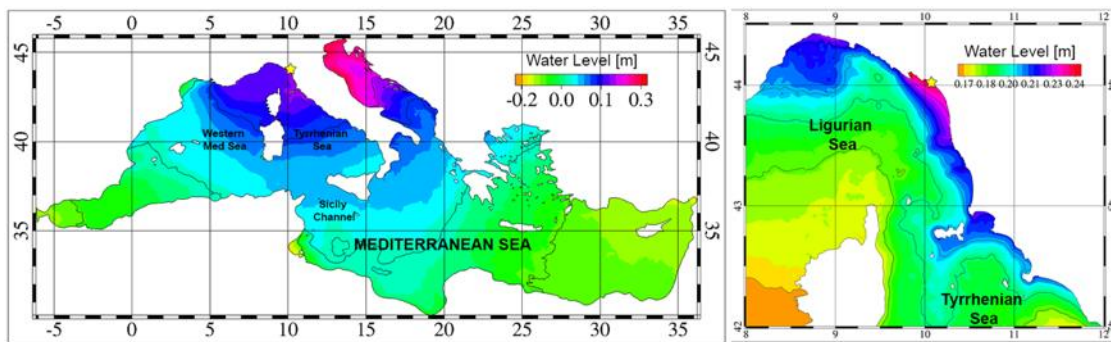 -5 0 5 10 15 20 25 30 35
45 45
Water Level [m]
-0.2 0.0 0.1 0.3
40 40
Western
Med Sea
Tyrrhenian
Sea
Sicily
Channel
35 35
MEDITERRANEAN SEA
-5 0 5 10 15 20 25 30 35
8 9 10 11 12
Water Level [m]
0.17 0.18 0.20 0.21 0.23 0.24
44
Ligurian
Sea
43
Tyrrhenian
Sea
42
8 9 10 11 12